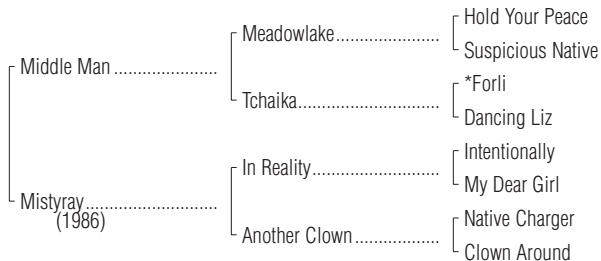 Hold Your Peace
Meadowlake
Suspicious Native
Middle Man
*Forli
Tchaika
Dancing Liz
Intentionally
In Reality
My Dear Girl
Mistyray
(1986)
Native Charger
Another Clown
Clown Around